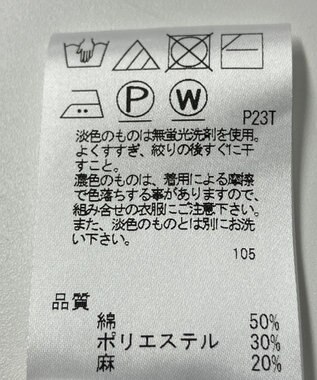 P
W
P23T
淡色のものは無蛍光洗剤を使用。
よくすすぎ、絞りの後すぐに干
すこと。
濃色のものは、着用による摩擦
で色落ちする事がありますので、
組み合せの衣服にご注意下さい。
また、淡色のものとは別にお洗
い下さい。
105
品質
綿 50%
ポリエステル 30%
麻 20%